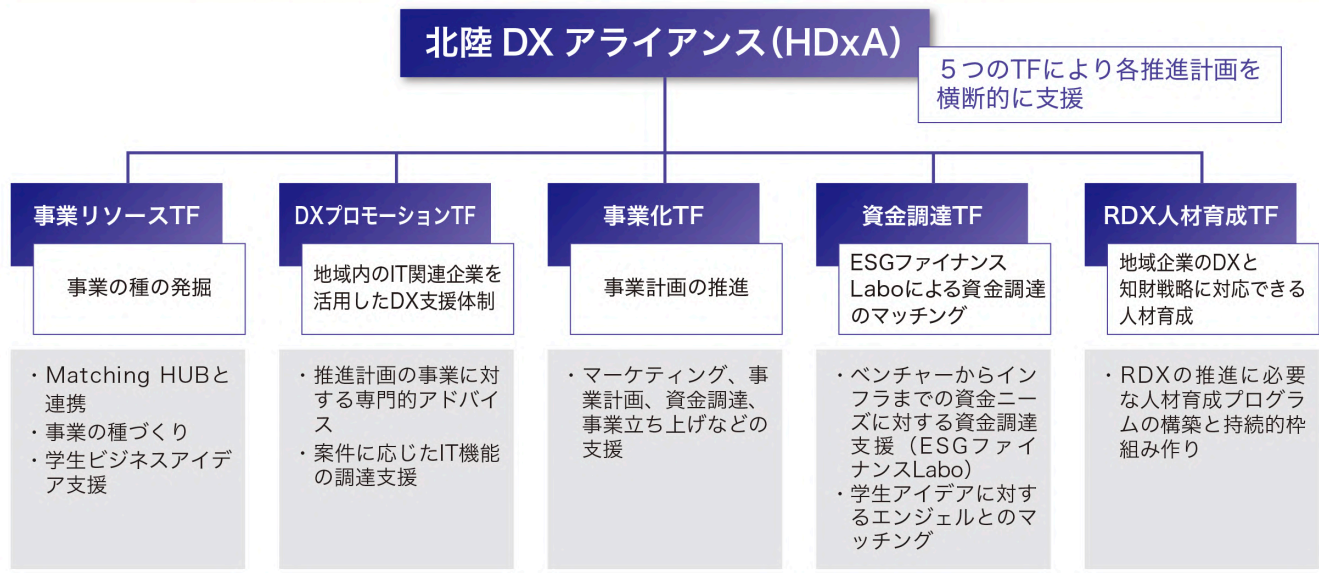 北陸 DX アライアンス（HDxA）
５つのTFにより各推進計画を
横断的に支援
事業リソースTF
事業の種の発掘
・Matching HUBと
連携
・事業の種づくり
・学生ビジネスアイデ
ア支援
DXプロモーションTF
地域内のIT関連企業を
活用したDX支援体制
・推進計画の事業に対
する専門的アドバイ
ス
・案件に応じたIT機能
の調達支援
事業化TF
事業計画の推進
・マーケティング、事
業計画、資金調達、
事業立ち上げなどの
支援
資金調達TF
ESGファイナンス
Laboによる資金調達
のマッチング
・ベンチャーからイン
フラまでの資金ニー
ズに対する資金調達
支援（ESGファイ
ナンスLabo）
・学生アイデアに対す
るエンジェルとのマ
ッチング
RDX人材育成TF
地域企業のDXと
知財戦略に対応できる
人材育成
・RDXの推進に必要
な人材育成プログラ
ムの構築と持続的枠
組み作り